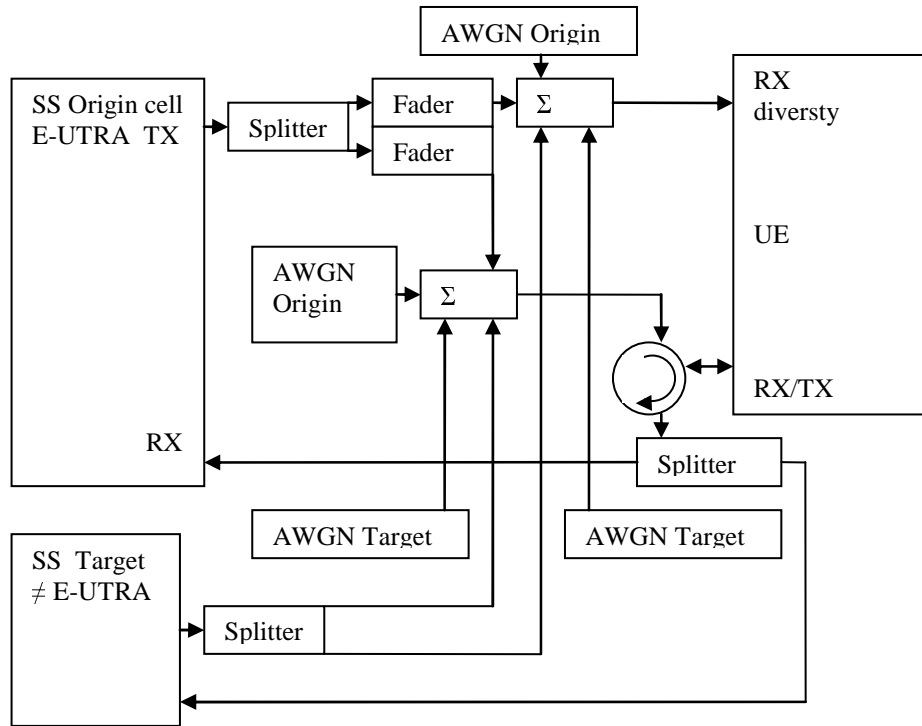 AWGN Origin
SS Origin cell
E-UTRA TX
Splitter
Fader
Fader
Σ
RX
diversty
UE
AWGN
Origin
Σ
RX/TX
RX
Splitter
AWGN Target
AWGN Target
SS Target
≠ E-UTRA
Splitter